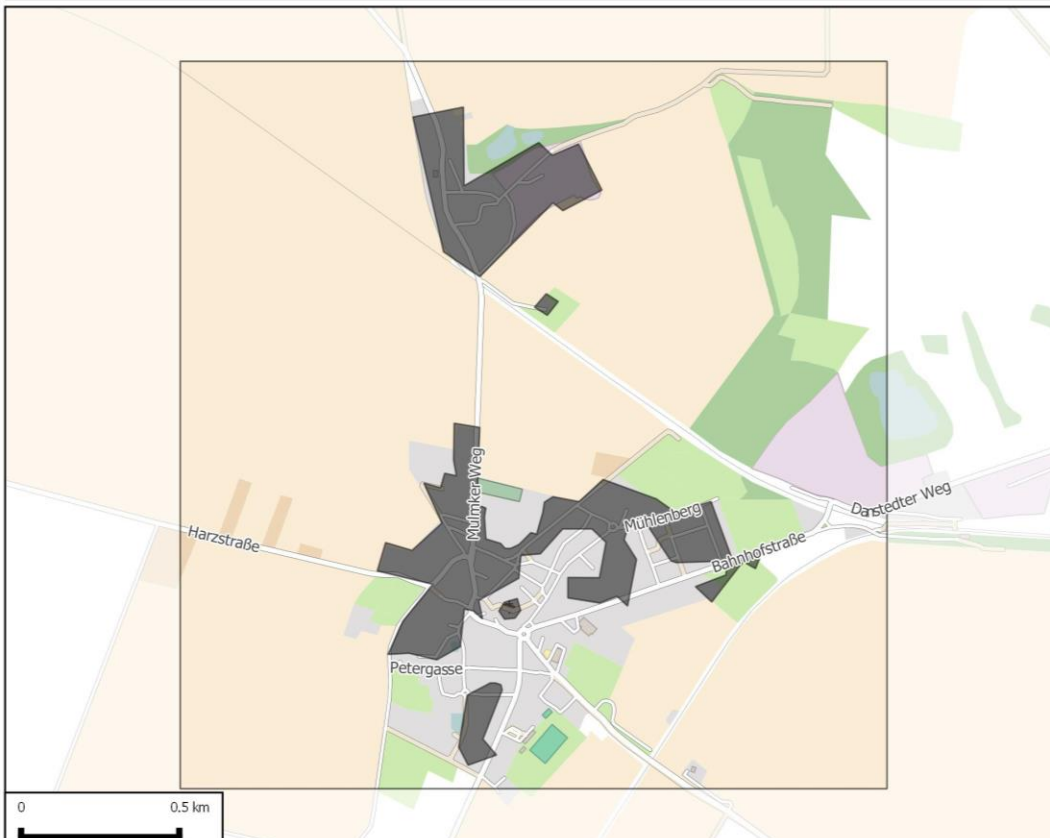 Mulmker Weg
Danstedter Weg
Harzstraße
Mühlenberg
Bahnhofstraße
Petergasse
0 0.5 km